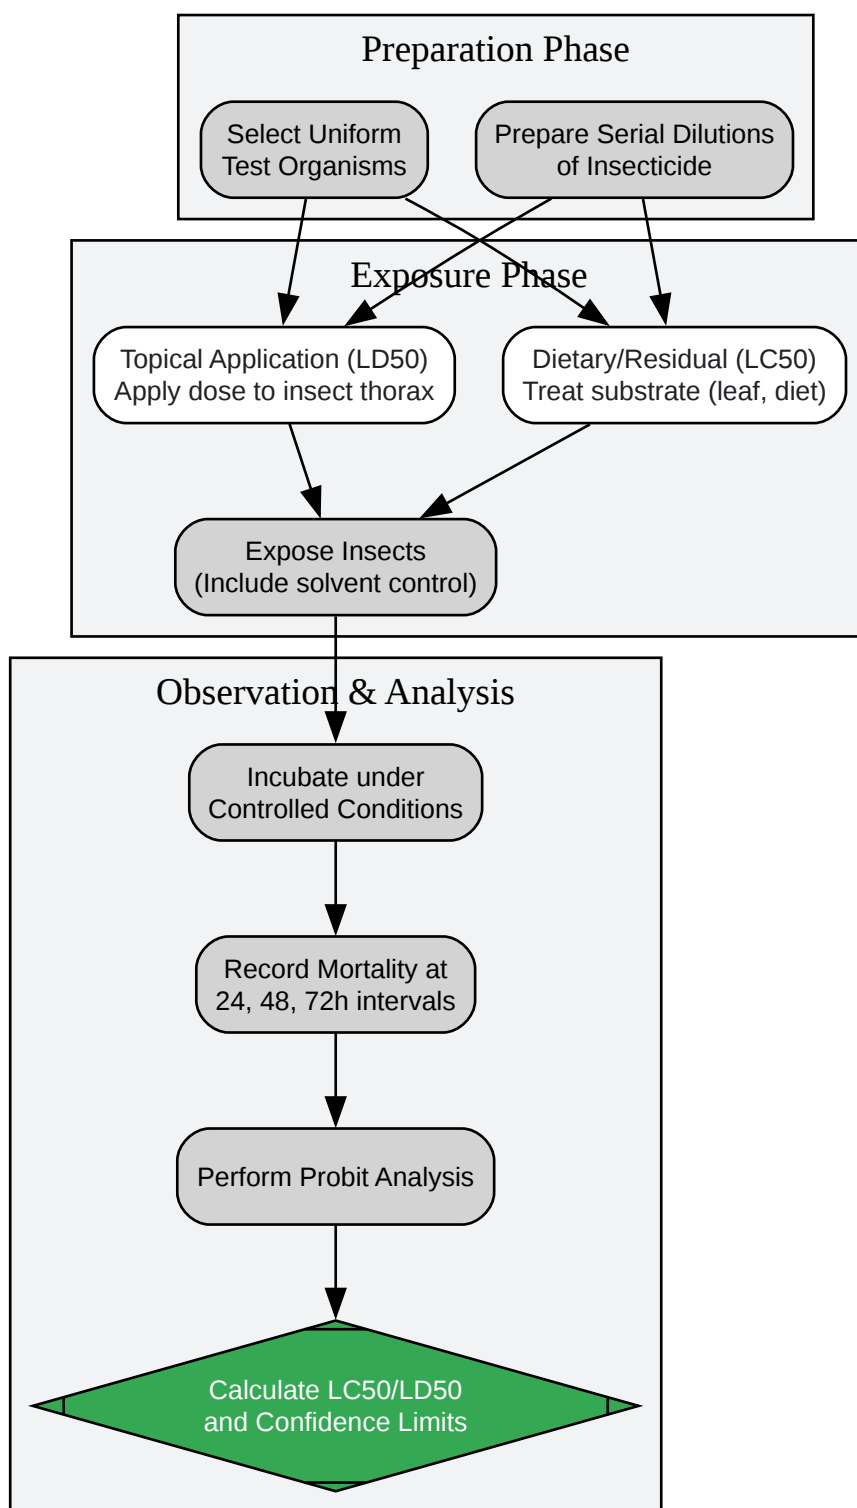 Preparation Phase
Select Uniform
Test Organisms
Prepare Serial Dilutions
of Insecticide
Exposure Phase
Topical Application (LD50)
Apply dose to insect thorax
Dietary/Residual (LC50)
Treat substrate (leaf, diet)
Expose Insects
(Include solvent control)
Observation & Analysis
Incubate under
Controlled Conditions
Record Mortality at
24, 48, 72h intervals
Perform Probit Analysis
Calculate LC50/LD50
and Confidence Limits